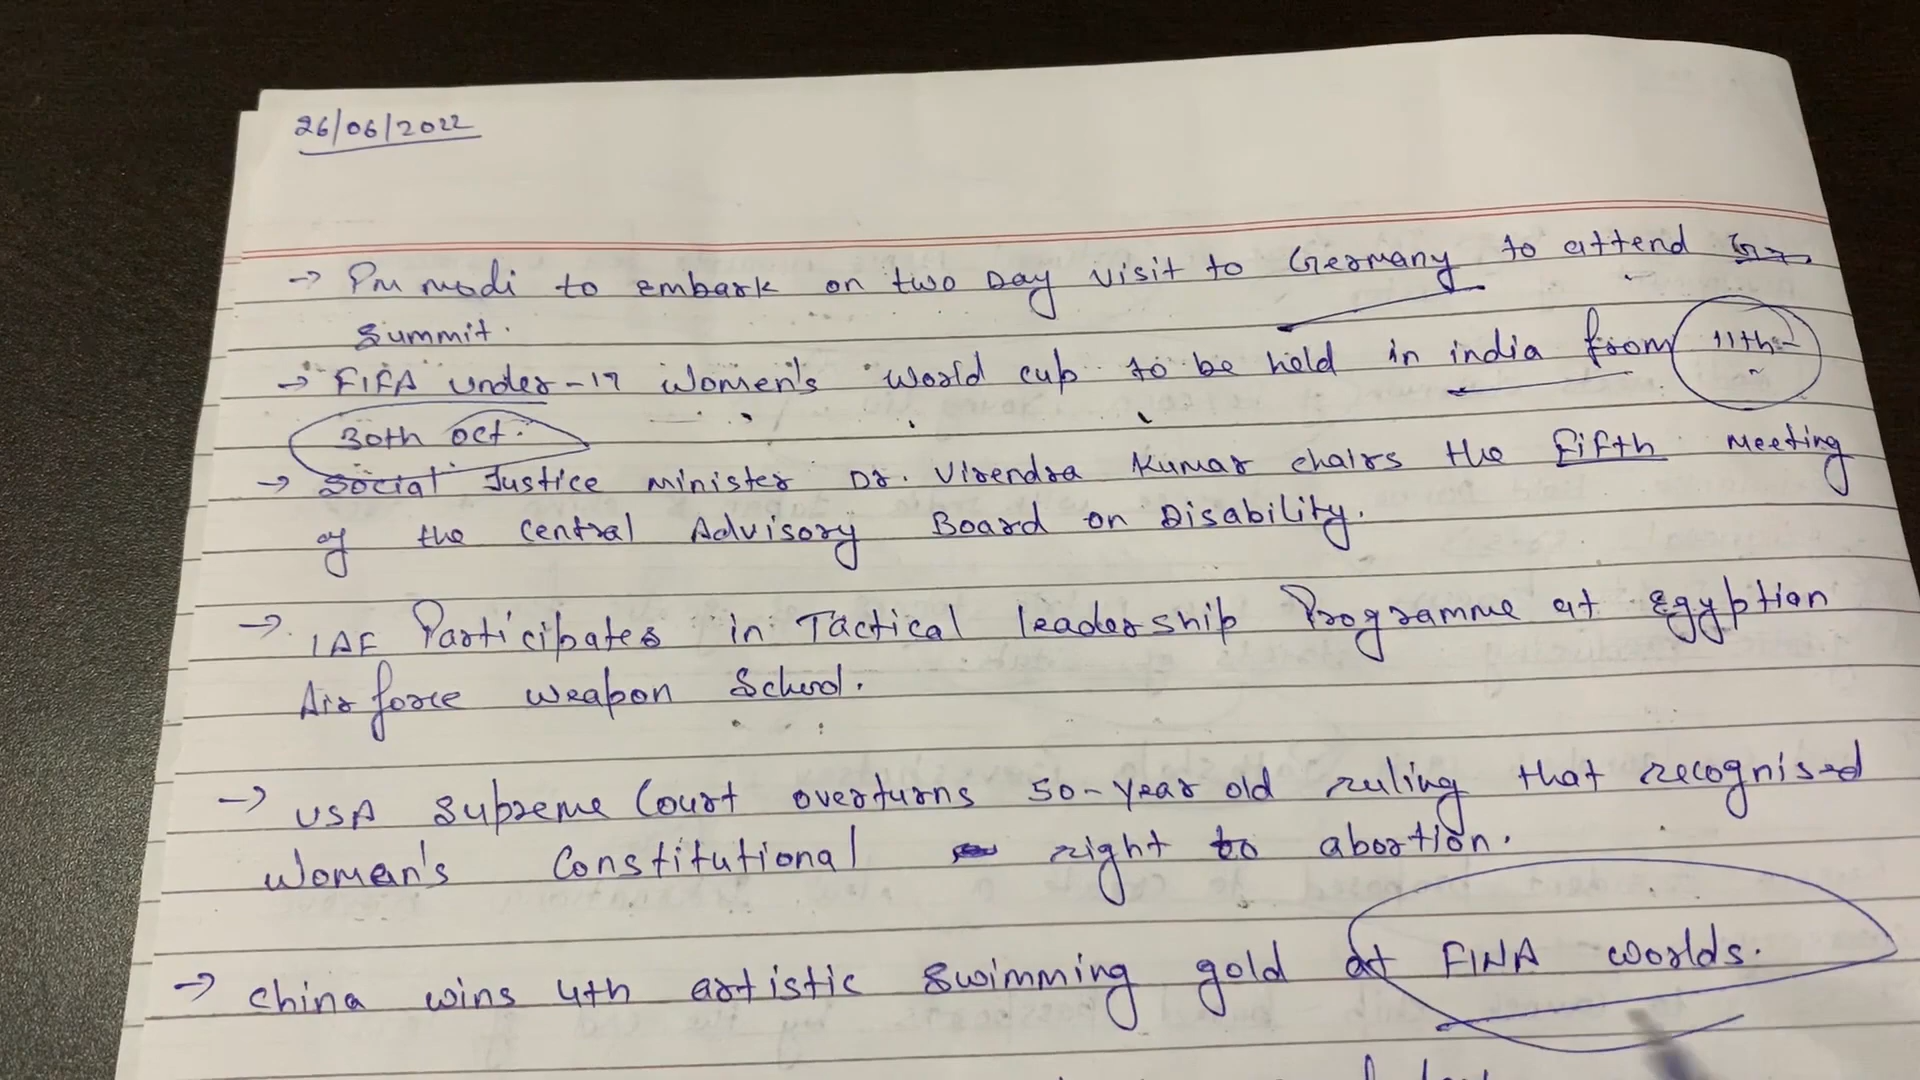 26/06/2022
→ PM modi to embark on two Day visit to Germany to attend G7
Summit.
→ FIFA under-17 Women's World cup to be held in india from 11th-
30th oct.
→ Social Justice minister Dr. Virendra Kumar chairs the Fifth Meeting
of the Central Advisory Board on Disability.
→ IAF Participates in Tactical leadership Programme at Egyptian
Air force Weapon School.
→ USA Supreme Court overturns 50-year old ruling that recognised
Woman's Constitutional right to abortion.
→ China wins 4th artistic Swimming gold at FINA worlds.